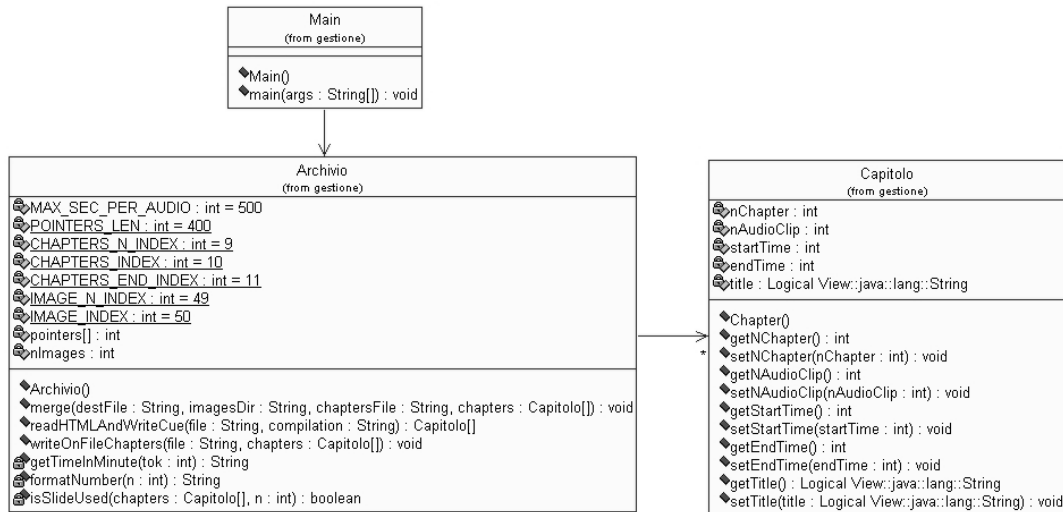 Main
(from gestione)
Main()
main(args : String[]) : void
Archivio
(from gestione)
MAX_SEC_PER_AUDIO : int = 500
POINTERS_LEN : int = 400
CHAPTERS_N_INDEX : int = 9
CHAPTERS_INDEX : int = 10
CHAPTERS_END_INDEX : int = 11
IMAGE_N_INDEX : int = 49
IMAGE_INDEX : int = 50
pointers[] : int
nImages : int
Archivio()
merge(destFile : String, imagesDir : String, chaptersFile : String, chapters : Capitolo[]) : void
readHTMLAndWriteCue(file : String, compilation : String) : Capitolo[]
writeOnFileChapters(file : String, chapters : Capitolo[]) : void
getTimeInMinute(tok : int) : String
formatNumber(n : int) : String
isSlideUsed(chapters : Capitolo[], n : int) : boolean
*
Capitolo
(from gestione)
nChapter : int
nAudioClip : int
startTime : int
endTime : int
title : Logical View::java::lang::String
Chapter()
getNChapter() : int
setNChapter(nChapter : int) : void
getNAudioClip() : int
setNAudioClip(nAudioClip : int) : void
getStartTime() : int
setStartTime(startTime : int) : void
getEndTime() : int
setEndTime(endTime : int) : void
getTitle() : Logical View::java::lang::String
setTitle(title : Logical View::java::lang::String) : void